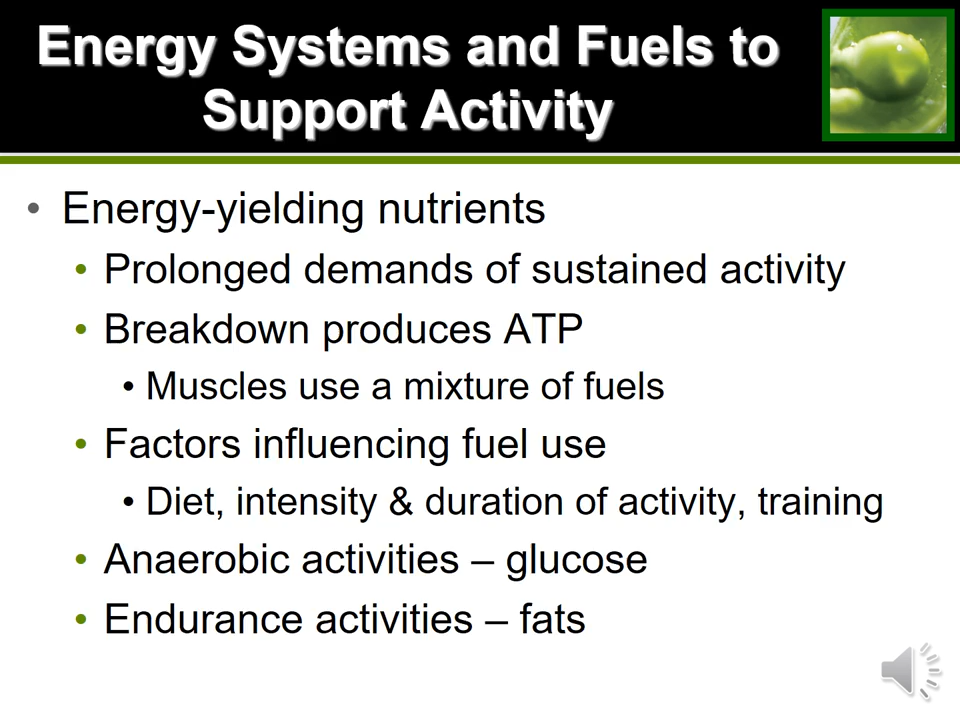 Energy Systems and Fuels to
Support Activity
• Energy-yielding nutrients
• Prolonged demands of sustained activity
• Breakdown produces ATP
• Muscles use a mixture of fuels
• Factors influencing fuel use
• Diet, intensity & duration of activity, training
• Anaerobic activities – glucose
• Endurance activities – fats